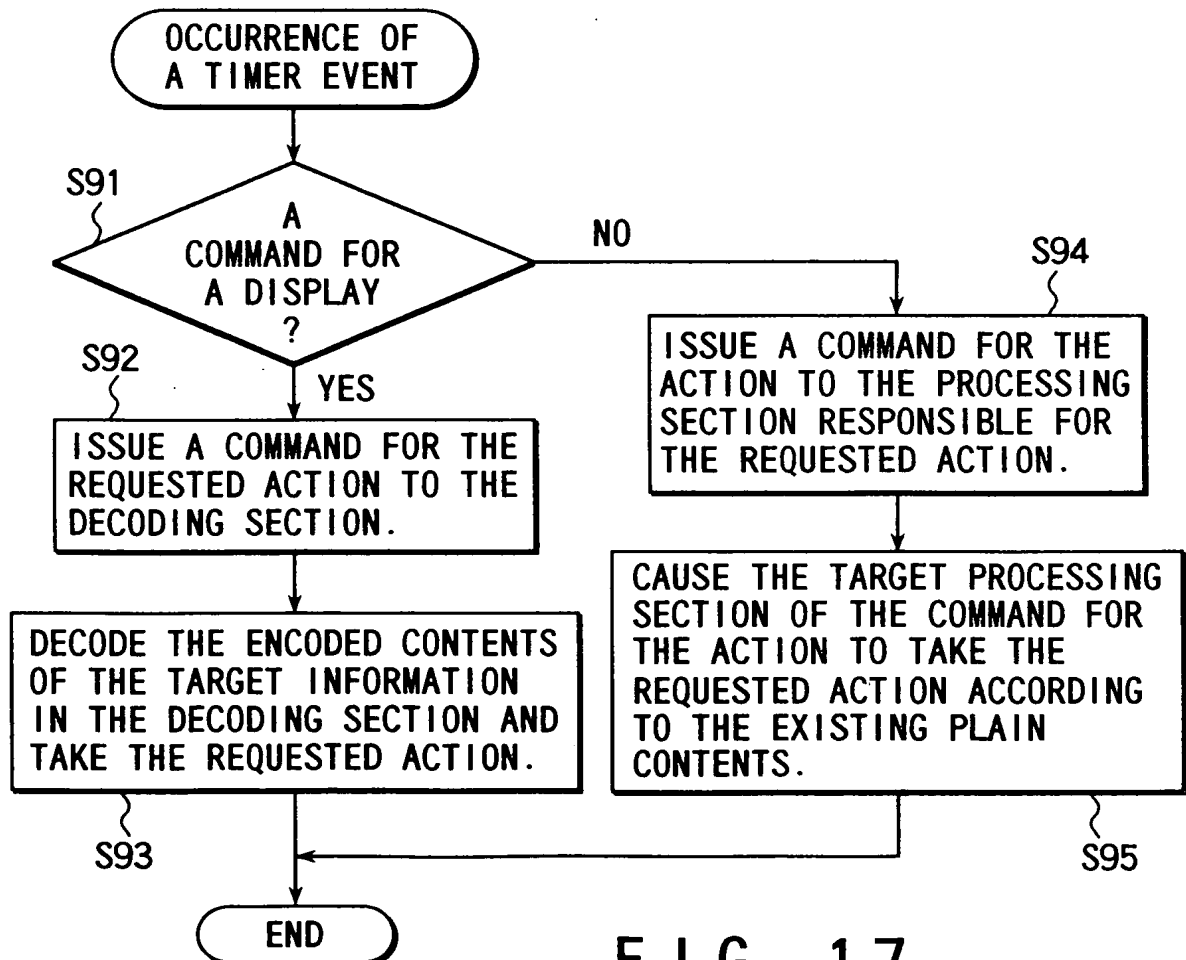 OCCURRENCE OF
A TIMER EVENT
S91
A
COMMAND FOR
A DISPLAY
?
NO
YES
S92
ISSUE A COMMAND FOR THE
REQUESTED ACTION TO THE
DECODING SECTION.
DECODE THE ENCODED CONTENTS
OF THE TARGET INFORMATION
IN THE DECODING SECTION AND
TAKE THE REQUESTED ACTION.
S93
S94
ISSUE A COMMAND FOR THE
ACTION TO THE PROCESSING
SECTION RESPONSIBLE FOR
THE REQUESTED ACTION.
CAUSE THE TARGET PROCESSING
SECTION OF THE COMMAND FOR
THE ACTION TO TAKE THE
REQUESTED ACTION ACCORDING
TO THE EXISTING PLAIN
CONTENTS.
S95
END
FIG. 17